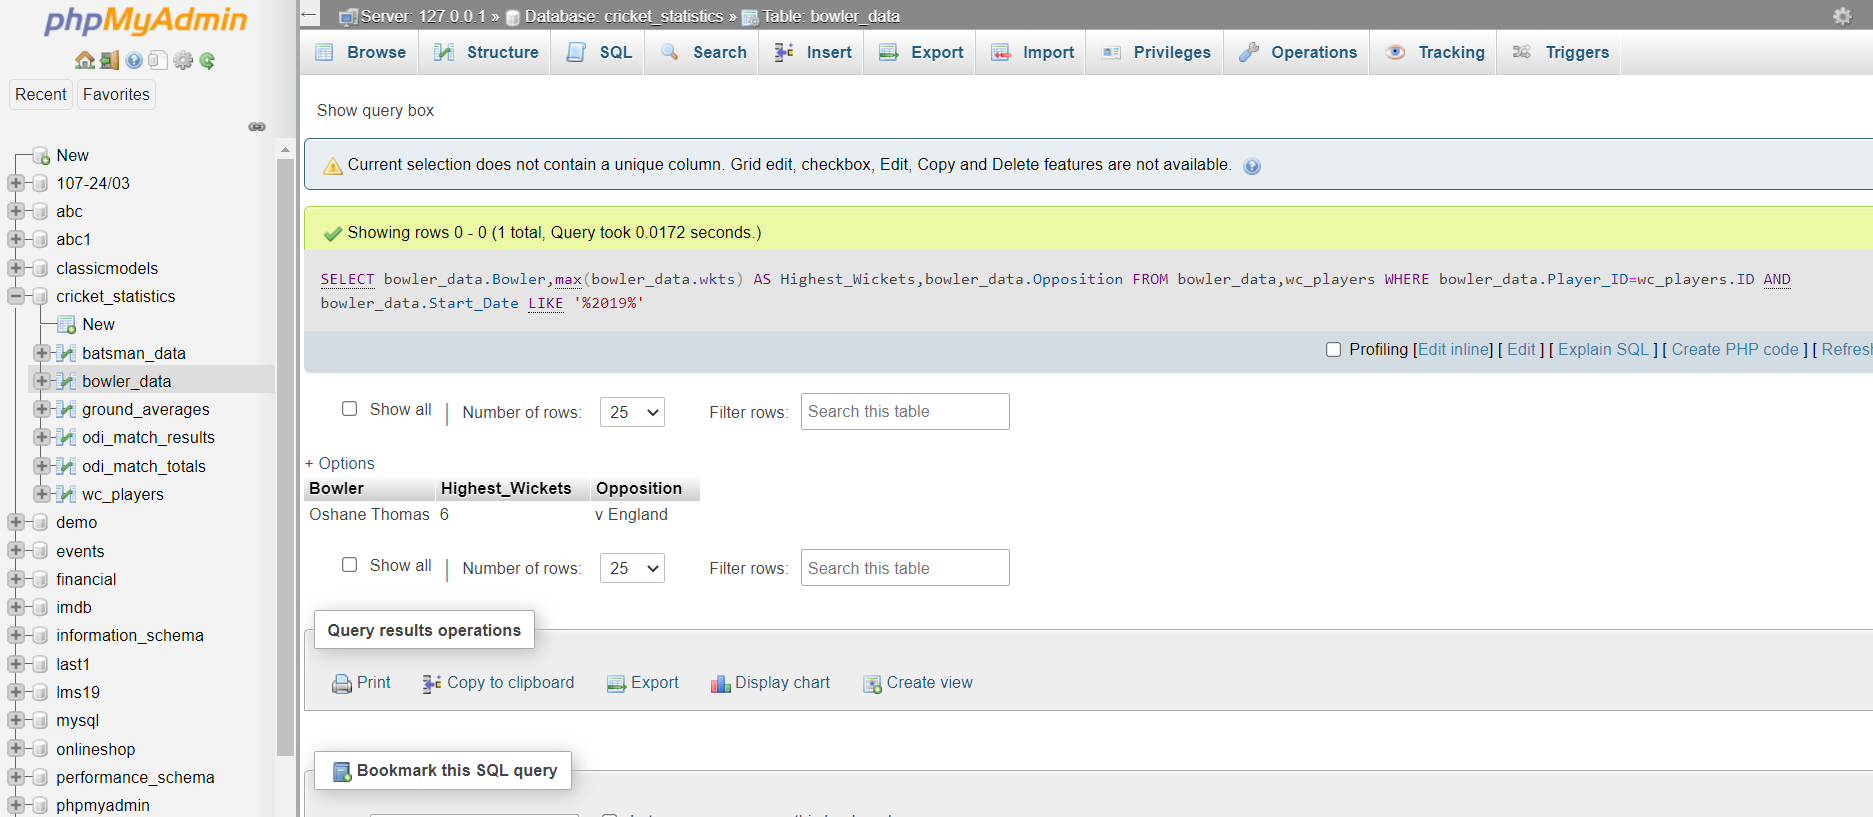 phpMyAdmin
Recent Favorites
New
107-24/03
abc
abc1
classicmodels
cricket_statistics
New
batsman_data
bowler_data
ground_averages
odi_match_results
odi_match_totals
wc_players
demo
events
financial
imdb
information_schema
last1
lms19
mysql
onlineshop
performance_schema
phpmyadmin
Server: 127.0.0.1 » Database: cricket_statistics » Table: bowler_data
Browse Structure SQL Search Insert Export Import Privileges Operations Tracking Triggers
Show query box
Current selection does not contain a unique column. Grid edit, checkbox, Edit, Copy and Delete features are not available.
Showing rows 0 - 0 (1 total, Query took 0.0172 seconds.)
SELECT bowler_data.Bowler,max(bowler_data.wkts) AS Highest_Wickets,bowler_data.Opposition FROM bowler_data,wc_players WHERE bowler_data.Player_ID=wc_players.ID AND
bowler_data.Start_Date LIKE '%2019%'
Profiling [Edit inline] [ Edit ] [ Explain SQL ] [ Create PHP code ] [ Refresh
Show all | Number of rows: 25 Filter rows: Search this table
+ Options
Bowler Highest_Wickets Opposition
Oshane Thomas 6 v England
Show all | Number of rows: 25 Filter rows: Search this table
Query results operations
Print Copy to clipboard Export Display chart Create view
Bookmark this SQL query